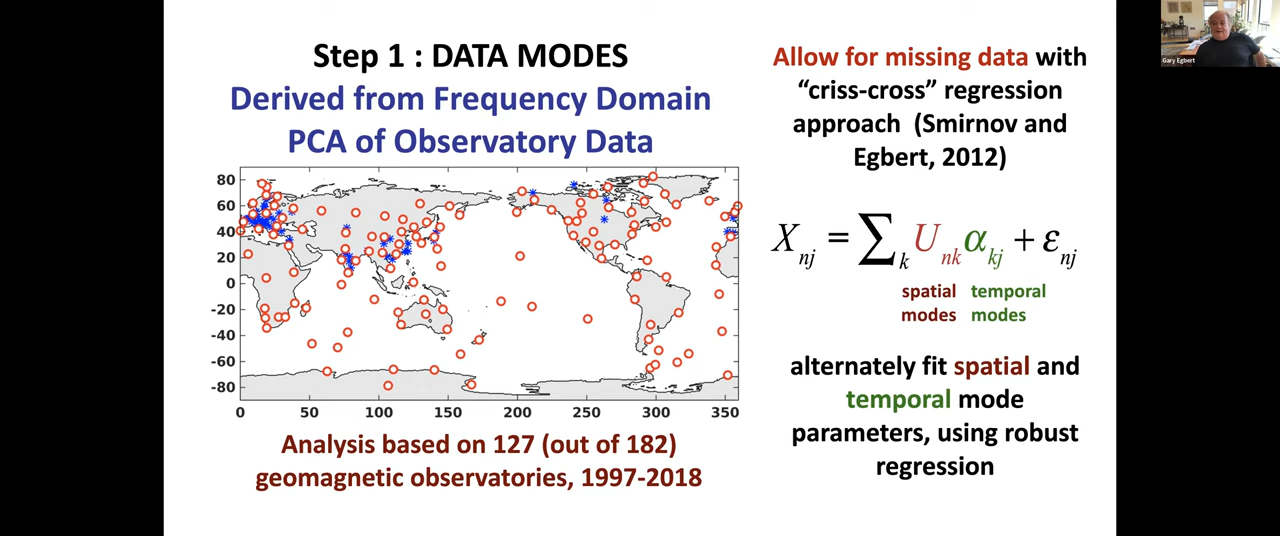 Step 1 : DATA MODES
Derived from Frequency Domain
PCA of Observatory Data
80
60
40
20
0
-20
-40
-60
-80
0 50 100 150 200 250 300 350
Analysis based on 127 (out of 182)
geomagnetic observatories, 1997-2018
Allow for missing data with
“criss-cross” regression
approach (Smirnov and
Egbert, 2012)
X_nj = ∑_k U_nk α_kj + ε_nj
spatial temporal
modes modes
alternately fit spatial and
temporal mode
parameters, using robust
regression
Gary Egbert